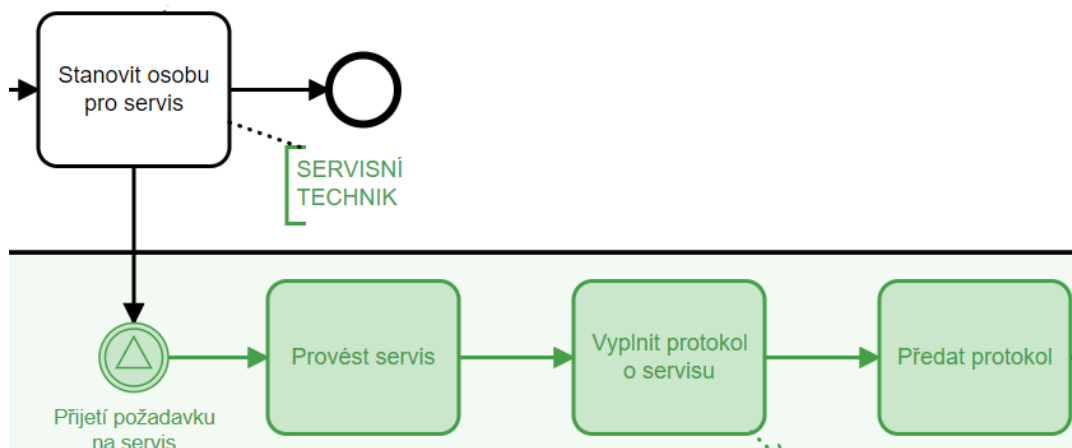 Stanovit osobu
pro servis
SERVISNÍ
TECHNIK
Provést servis
Vyplnit protokol
o servisu
Předat protokol
Přijetí požadavku
na servis